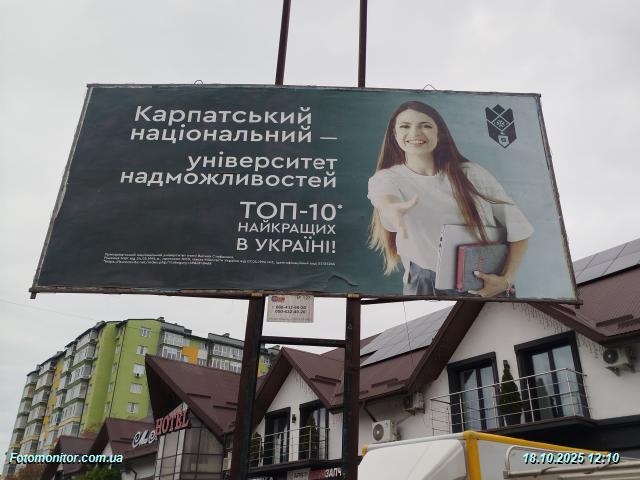 Карпатський
національний —
університет
надможливостей
ТОП-10*
НАЙКРАЩИХ
В УКРАЇНІ!
HOTEL
Fotomonitor.com.ua
18.10.2025 12:10